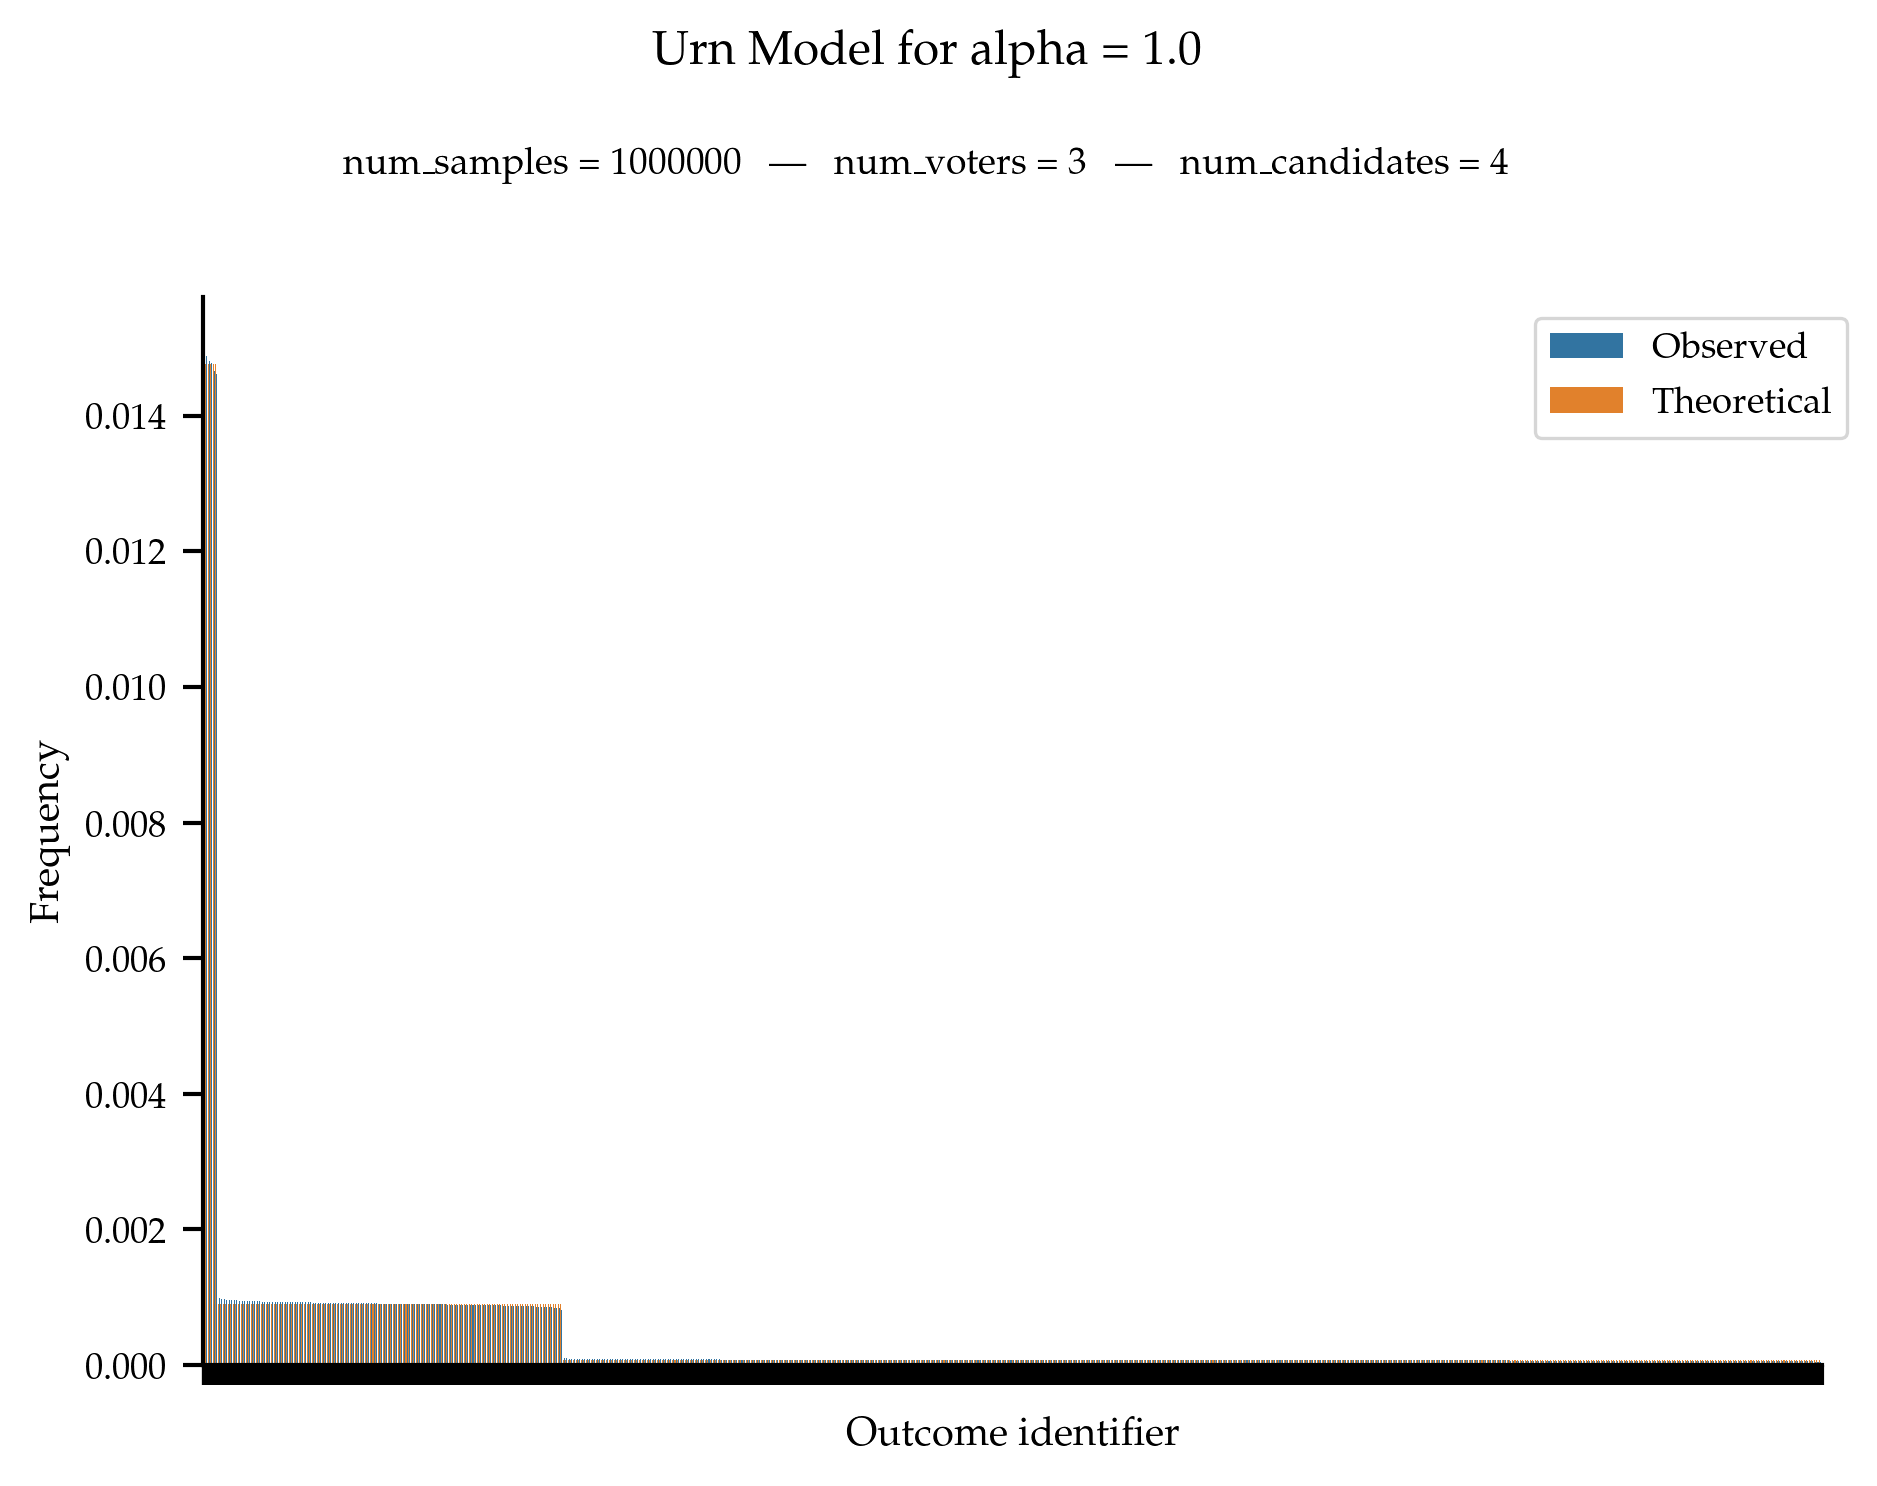 Urn Model for alpha = 1.0
num_samples = 1000000 — num_voters = 3 — num_candidates = 4
Observed
Theoretical
0.014
0.012
0.010
0.008
0.006
0.004
0.002
0.000
Frequency
Outcome identifier